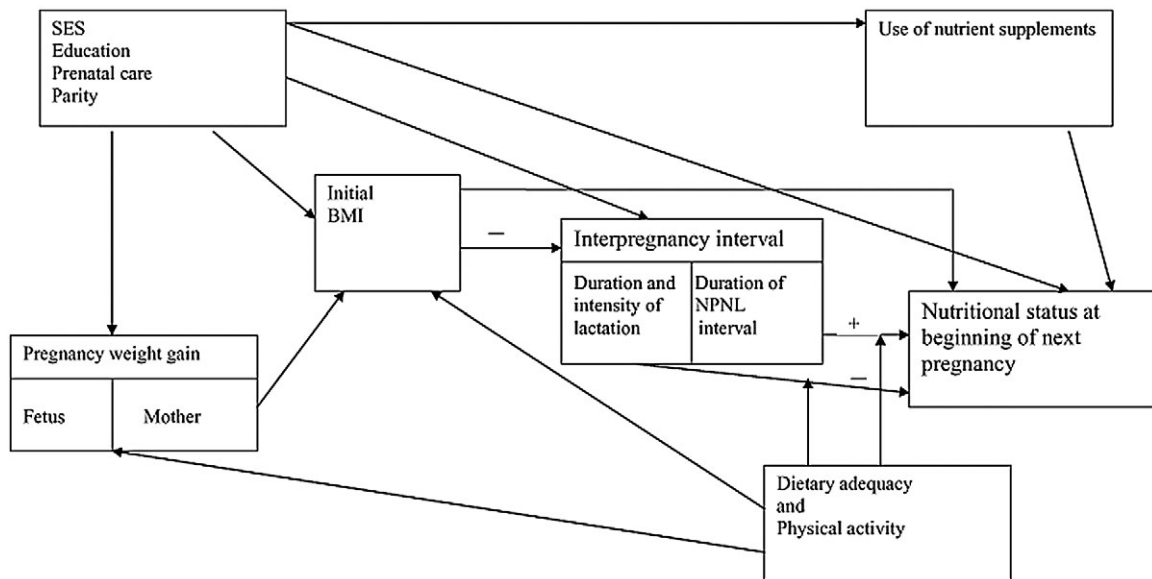 SES
Education
Prenatal care
Parity
Use of nutrient supplements
Initial
BMI
—
Interpregnancy interval
Duration and
intensity of
lactation
Duration of
NPNL
interval
+
—
Nutritional status at
beginning of next
pregnancy
Pregnancy weight gain
Fetus
Mother
Dietary adequacy
and
Physical activity